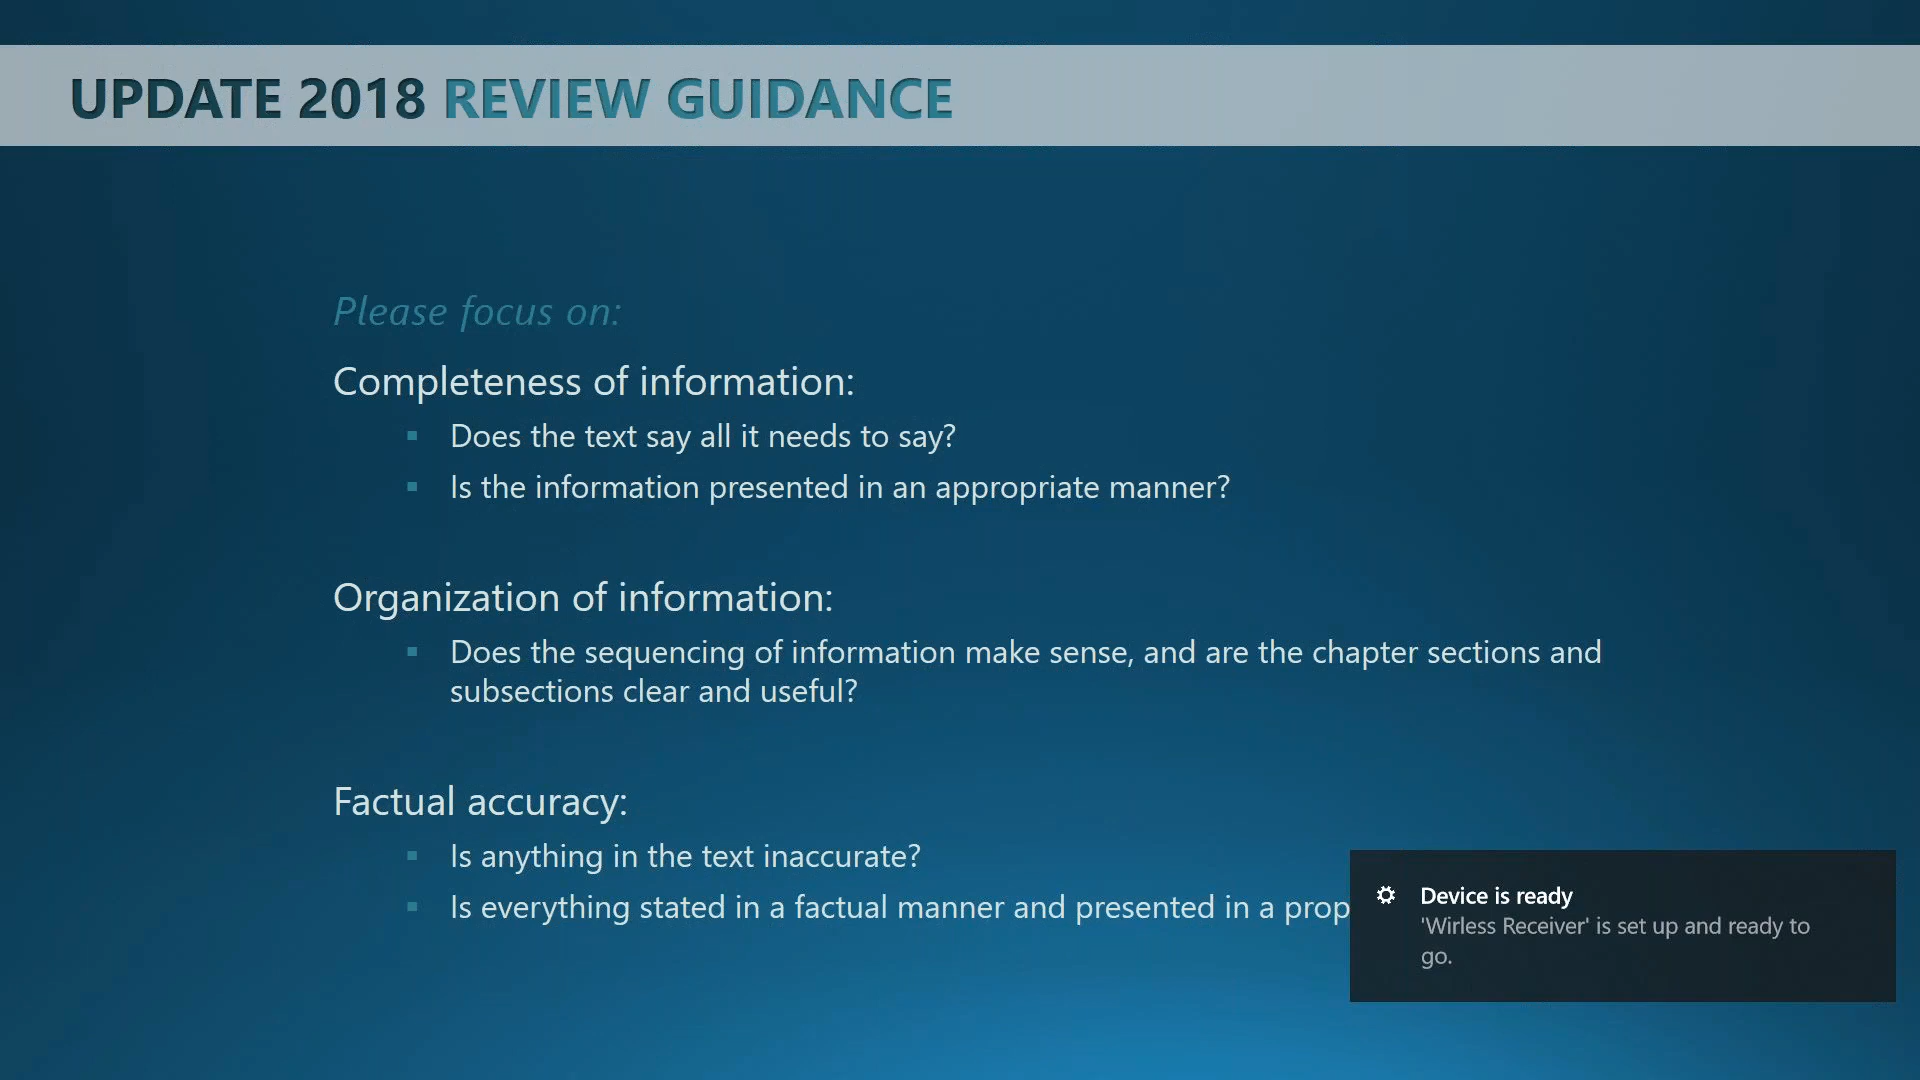 UPDATE 2018 REVIEW GUIDANCE
Please focus on:
Completeness of information:
Does the text say all it needs to say?
Is the information presented in an appropriate manner?
Organization of information:
Does the sequencing of information make sense, and are the chapter sections and
subsections clear and useful?
Factual accuracy:
Is anything in the text inaccurate?
Is everything stated in a factual manner and presented in a prop
Device is ready
'Wirless Receiver' is set up and ready to
go.